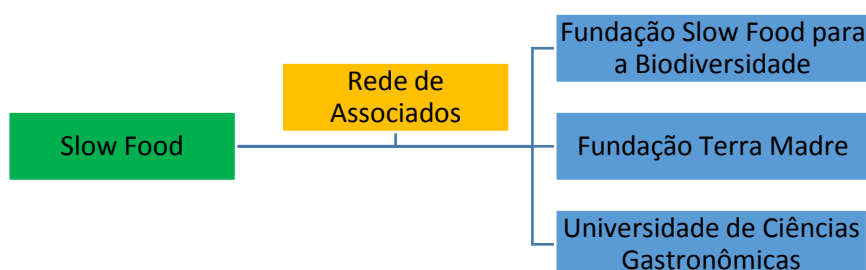 Slow Food
Rede de
Associados
Fundação Slow Food para
a Biodiversidade
Fundação Terra Madre
Universidade de Ciências
Gastronômicas